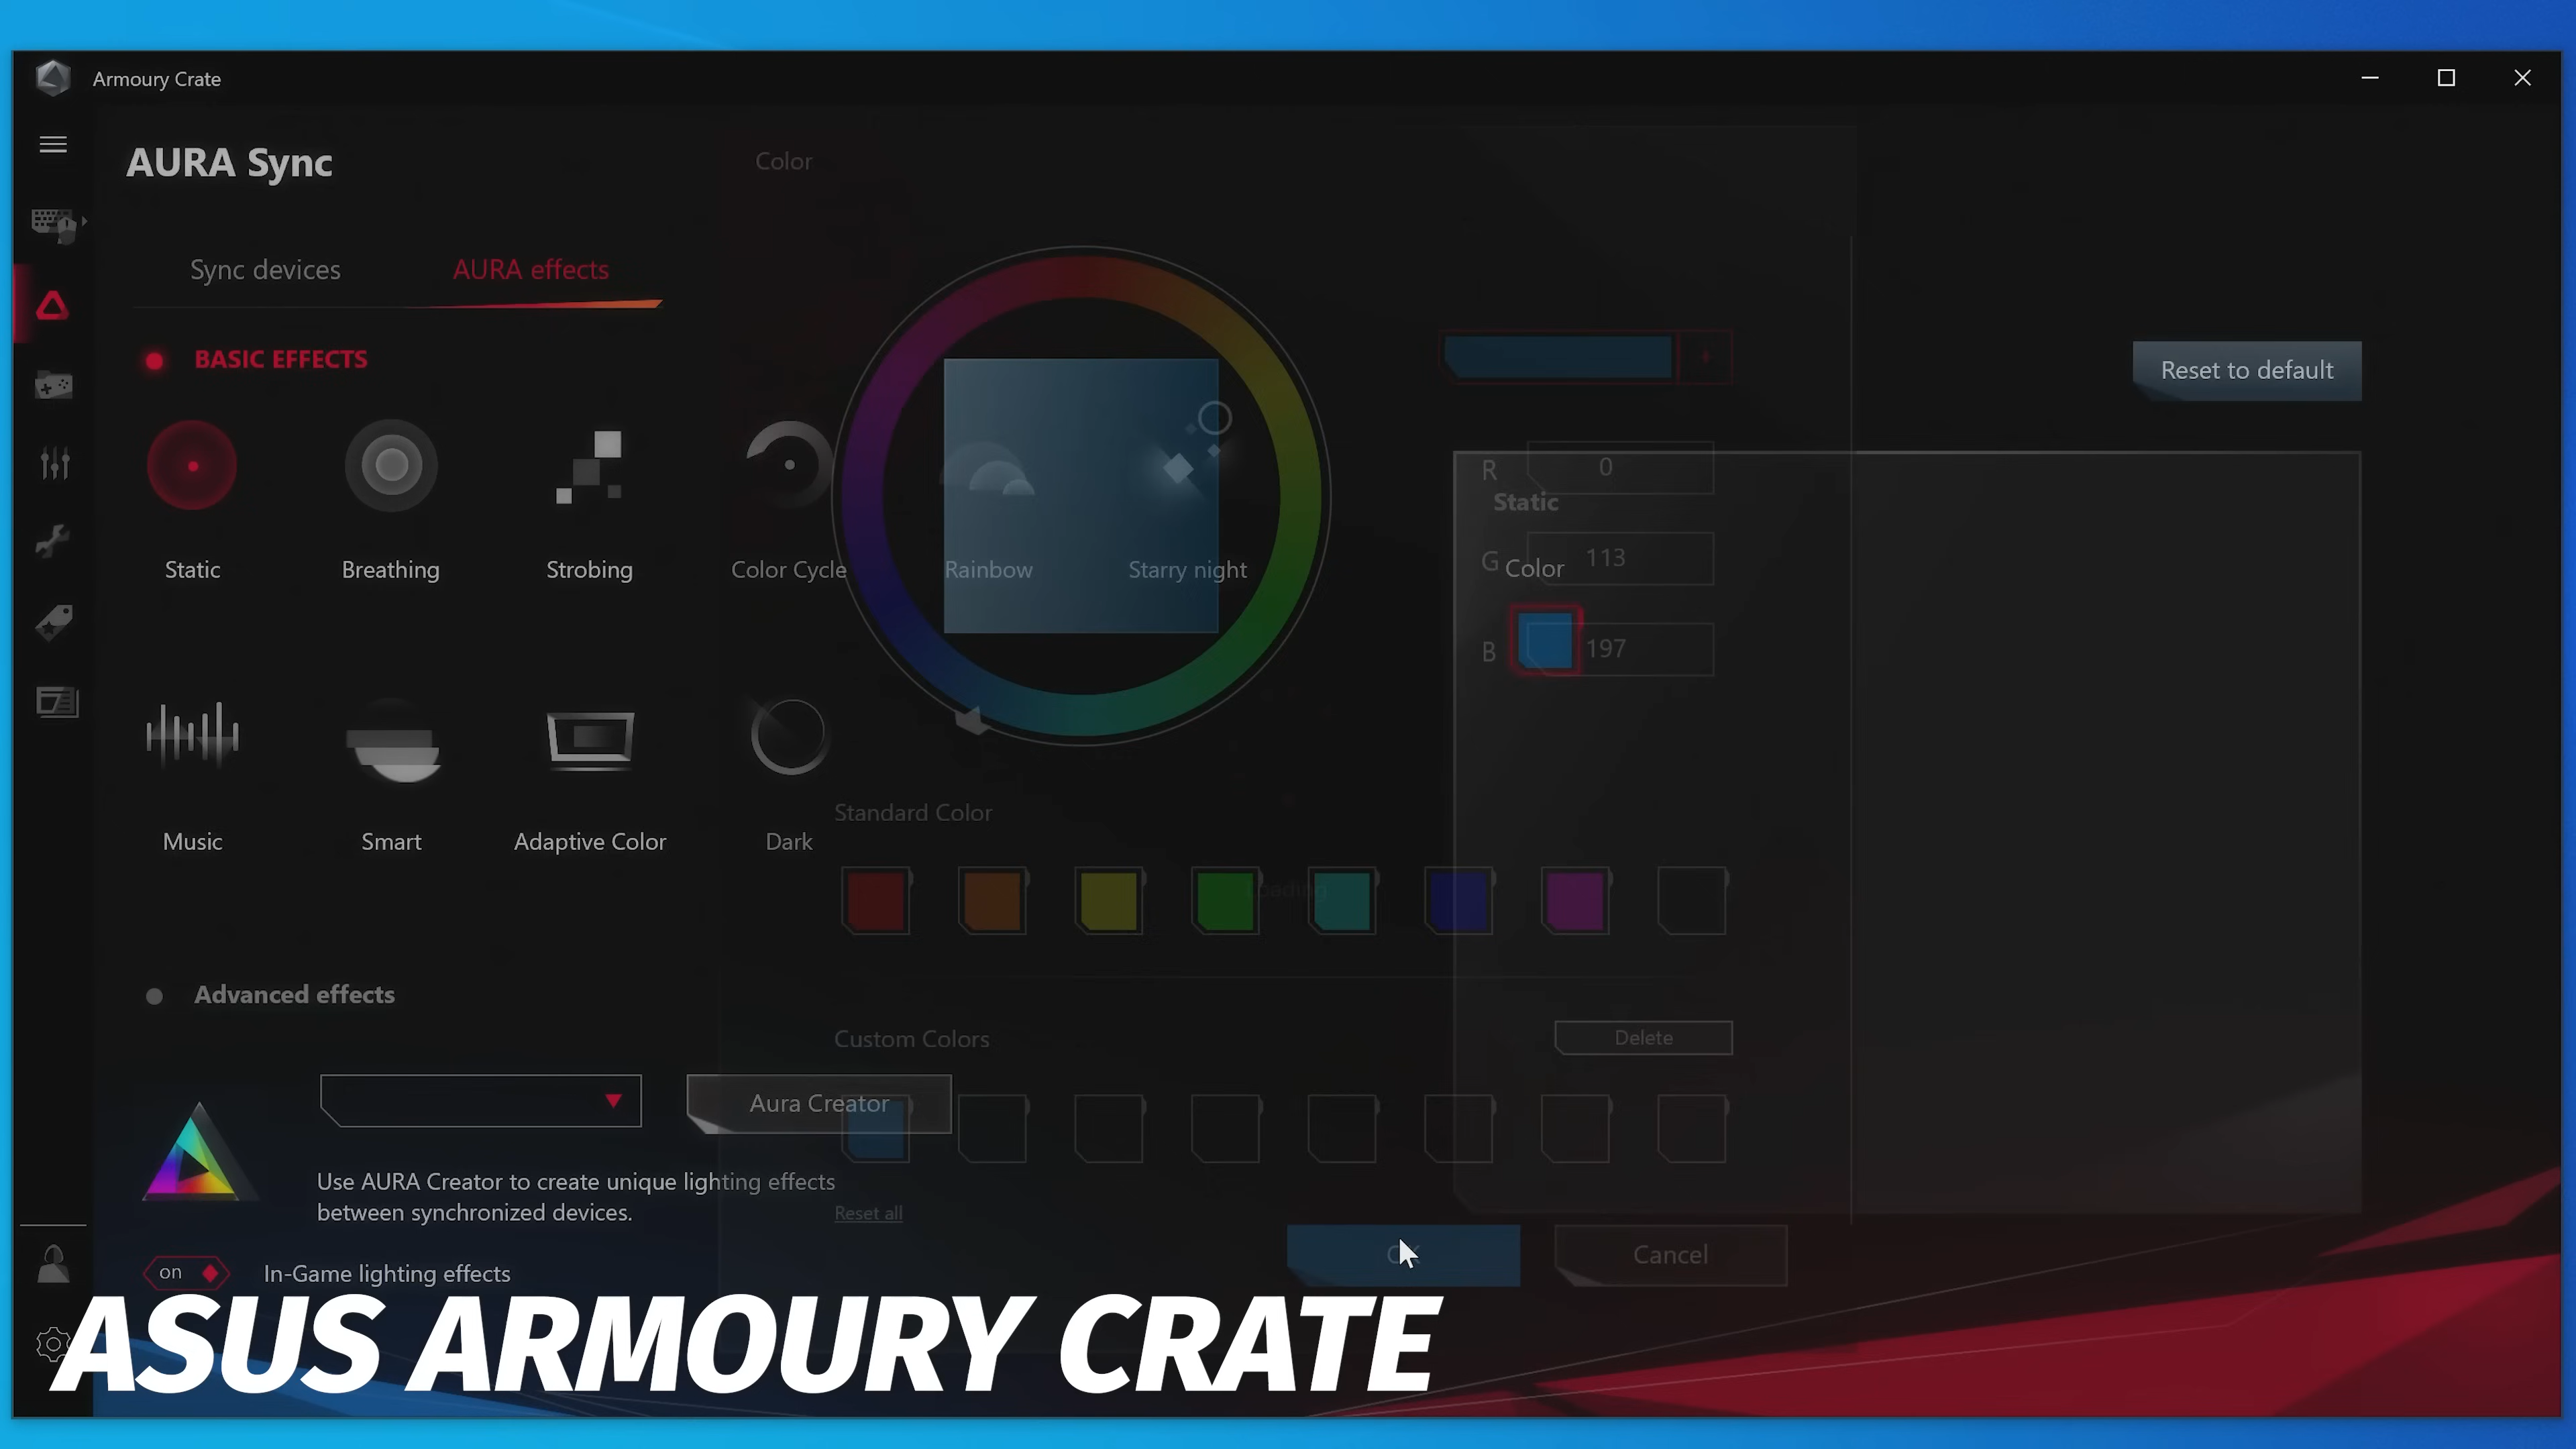 Armoury Crate
AURA Sync
Color
Sync devices
AURA effects
BASIC EFFECTS
Reset to default
Static
Breathing
Strobing
Color Cycle
Rainbow
Starry night
R 0
Static
G 113
Color
B 197
Music
Smart
Adaptive Color
Dark
Standard Color
Loading
Advanced effects
Custom Colors
Delete
Aura Creator
Use AURA Creator to create unique lighting effects
between synchronized devices.
Reset all
OK
Cancel
on
In-Game lighting effects
ASUS ARMOURY CRATE